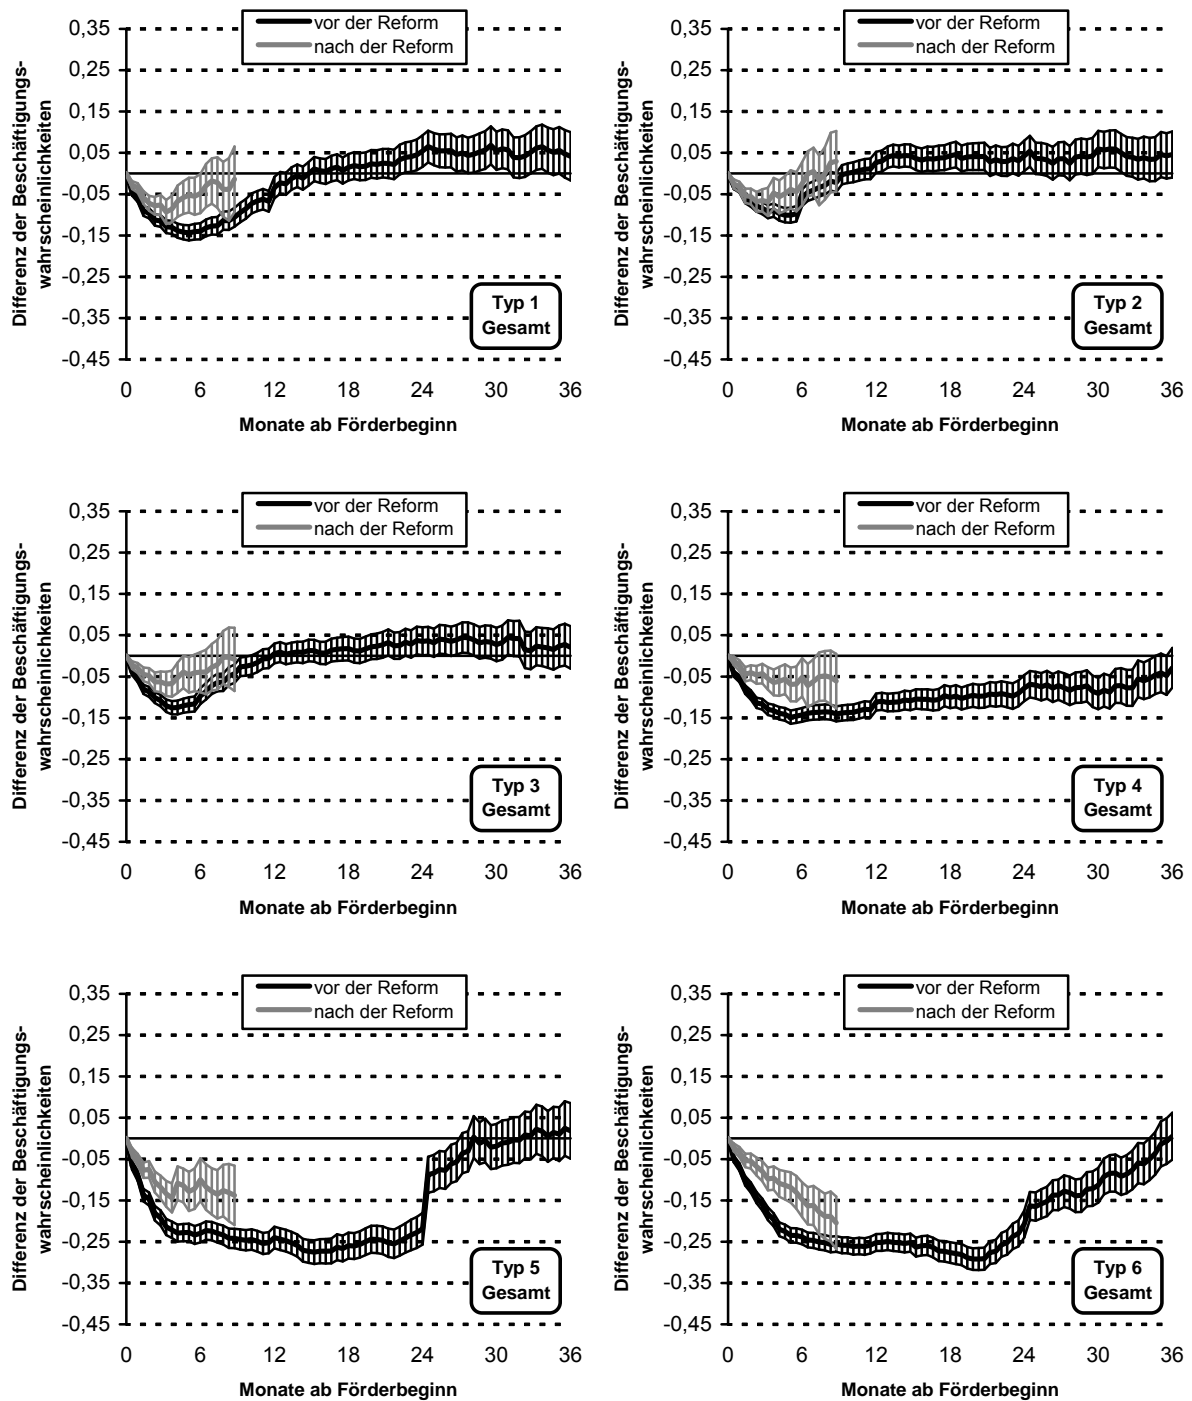 vor der Reform
nach der Reform
Differenz der Beschäftigungs-
wahrscheinlichkeiten
0,35
0,25
0,15
0,05
-0,05
-0,15
-0,25
-0,35
-0,45
Typ 1
Gesamt
0 6 12 18 24 30 36
Monate ab Förderbeginn
vor der Reform
nach der Reform
Differenz der Beschäftigungs-
wahrscheinlichkeiten
0,35
0,25
0,15
0,05
-0,05
-0,15
-0,25
-0,35
-0,45
Typ 2
Gesamt
0 6 12 18 24 30 36
Monate ab Förderbeginn
vor der Reform
nach der Reform
Differenz der Beschäftigungs-
wahrscheinlichkeiten
0,35
0,25
0,15
0,05
-0,05
-0,15
-0,25
-0,35
-0,45
Typ 3
Gesamt
0 6 12 18 24 30 36
Monate ab Förderbeginn
vor der Reform
nach der Reform
Differenz der Beschäftigungs-
wahrscheinlichkeiten
0,35
0,25
0,15
0,05
-0,05
-0,15
-0,25
-0,35
-0,45
Typ 4
Gesamt
0 6 12 18 24 30 36
Monate ab Förderbeginn
vor der Reform
nach der Reform
Differenz der Beschäftigungs-
wahrscheinlichkeiten
0,35
0,25
0,15
0,05
-0,05
-0,15
-0,25
-0,35
-0,45
Typ 5
Gesamt
0 6 12 18 24 30 36
Monate ab Förderbeginn
vor der Reform
nach der Reform
Differenz der Beschäftigungs-
wahrscheinlichkeiten
0,35
0,25
0,15
0,05
-0,05
-0,15
-0,25
-0,35
-0,45
Typ 6
Gesamt
0 6 12 18 24 30 36
Monate ab Förderbeginn